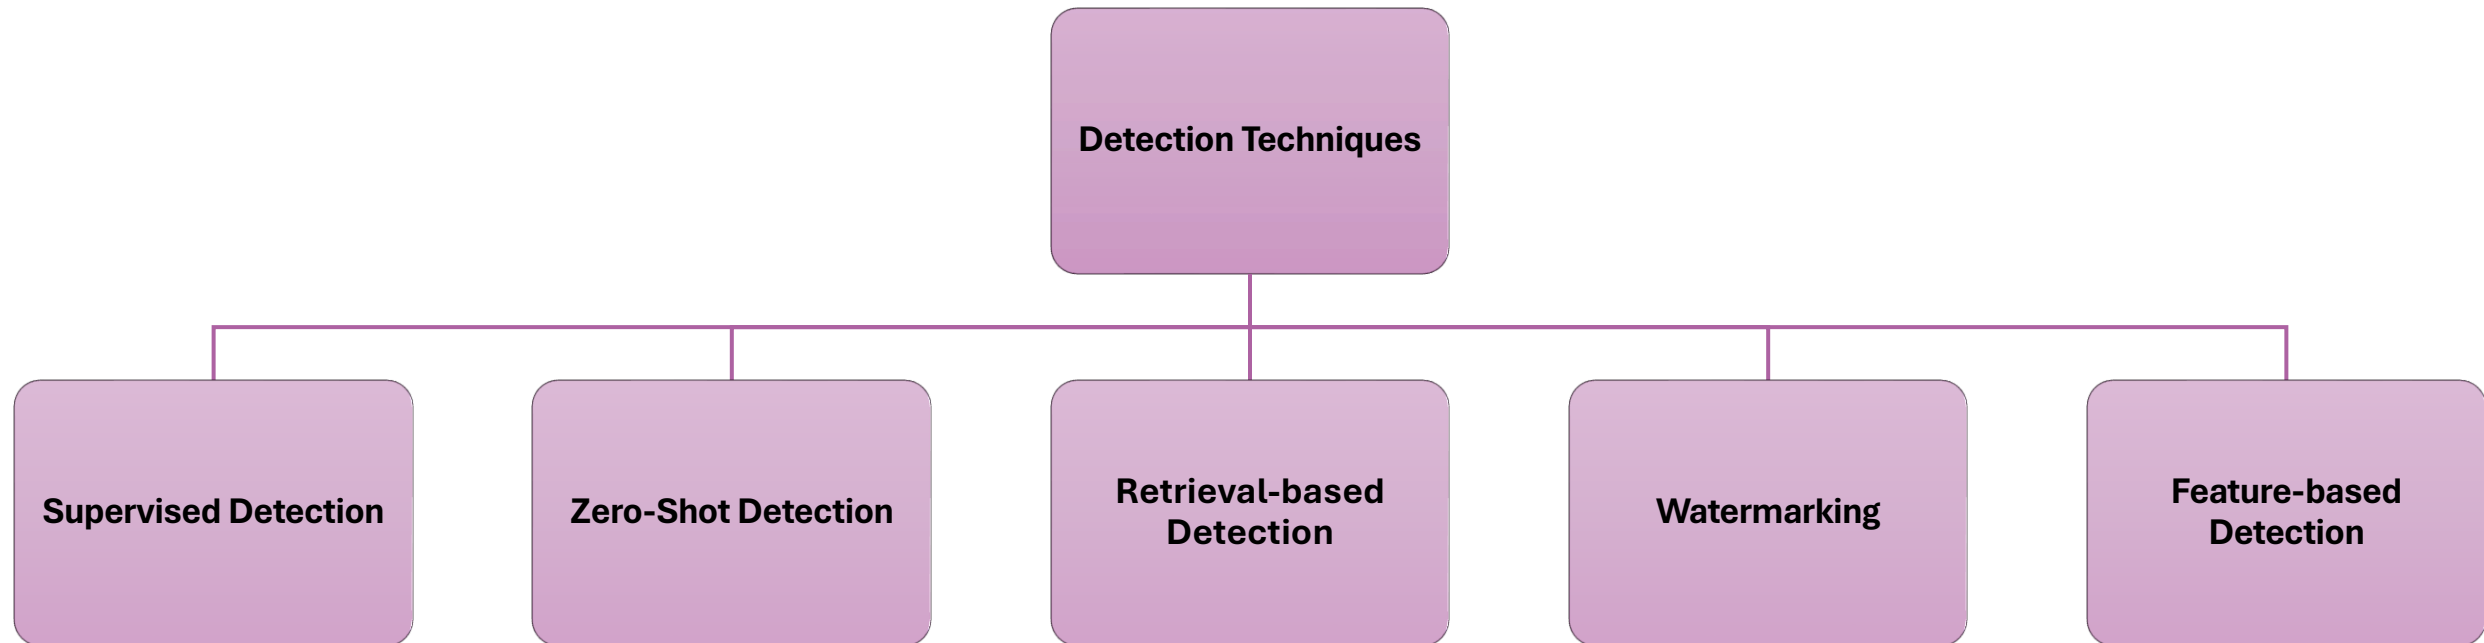 Detection Techniques
Supervised Detection
Zero-Shot Detection
Retrieval-based
Detection
Watermarking
Feature-based
Detection